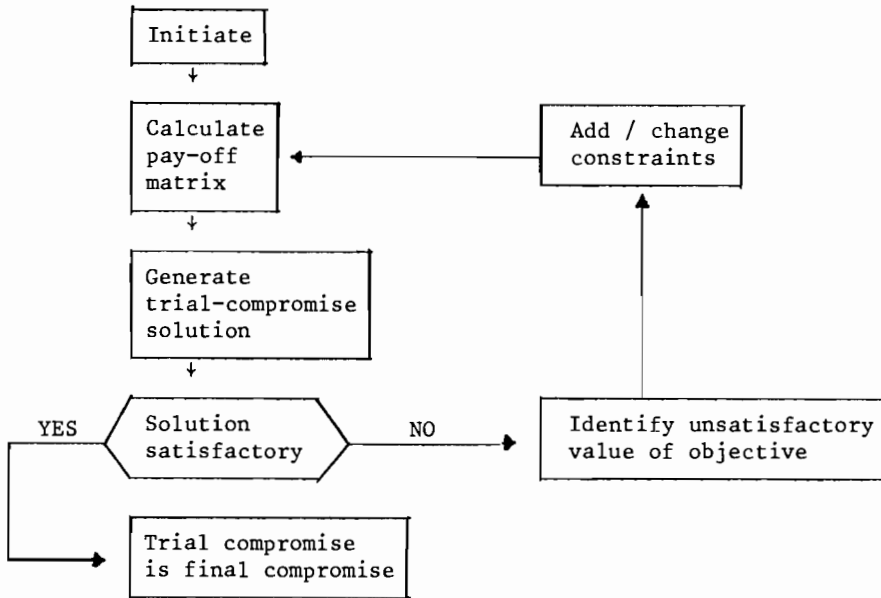 Initiate
Calculate
pay-off
matrix
Add / change
constraints
Generate
trial-compromise
solution
YES
Solution
satisfactory
NO
Identify unsatisfactory
value of objective
Trial compromise
is final compromise